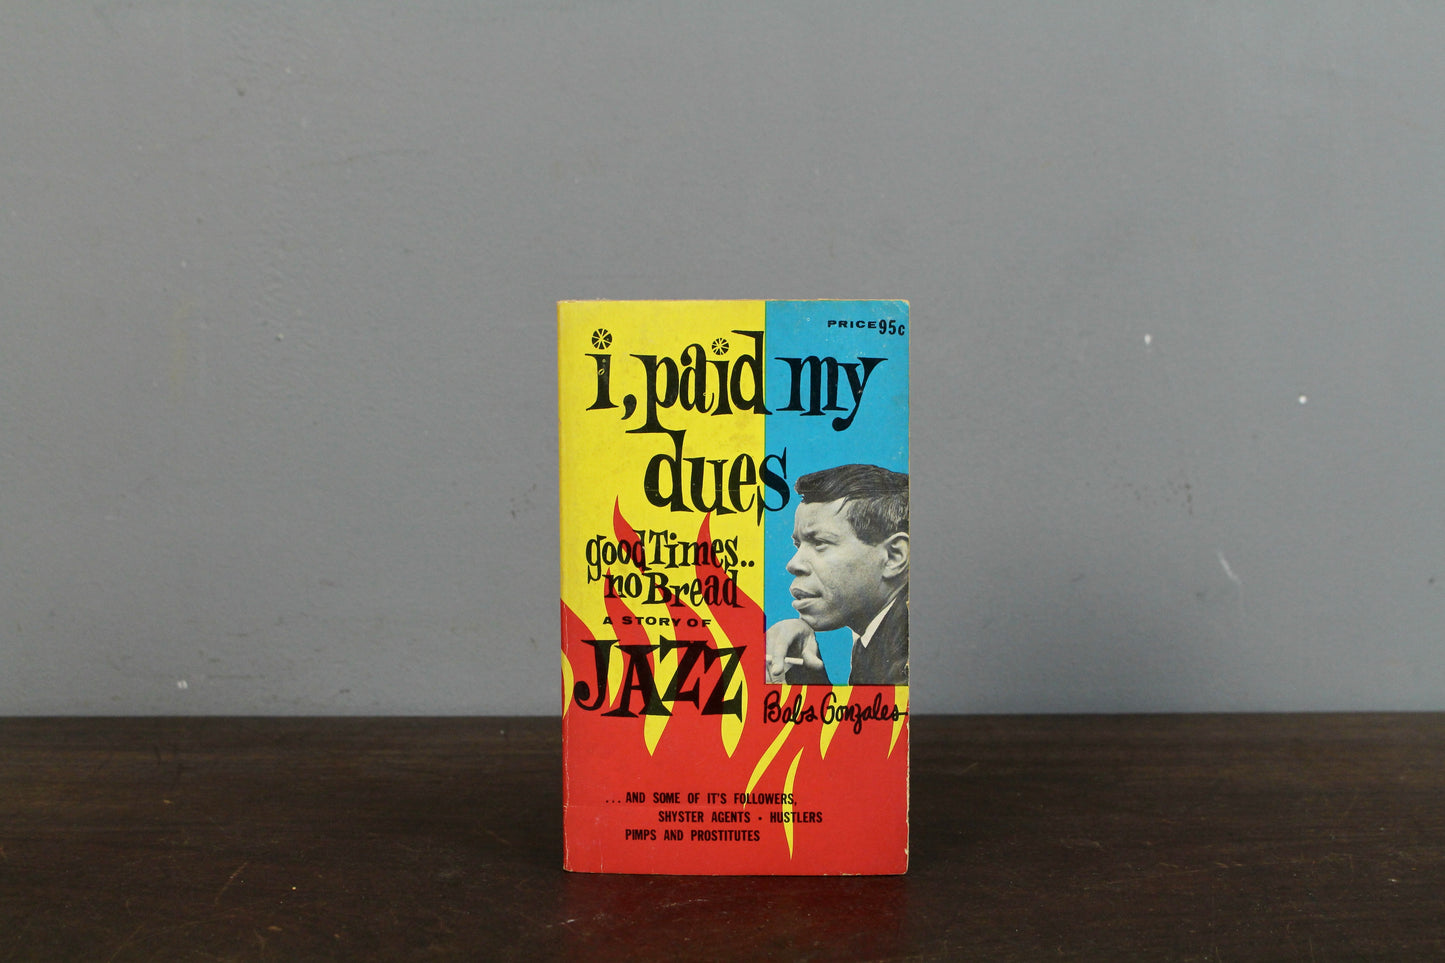 PRICE 95c
i, paid my
dues
good Times..
no Bread
A STORY OF
JAZZ
Babs Gonzales
...AND SOME OF IT'S FOLLOWERS,
SHYSTER AGENTS • HUSTLERS
PIMPS AND PROSTITUTES